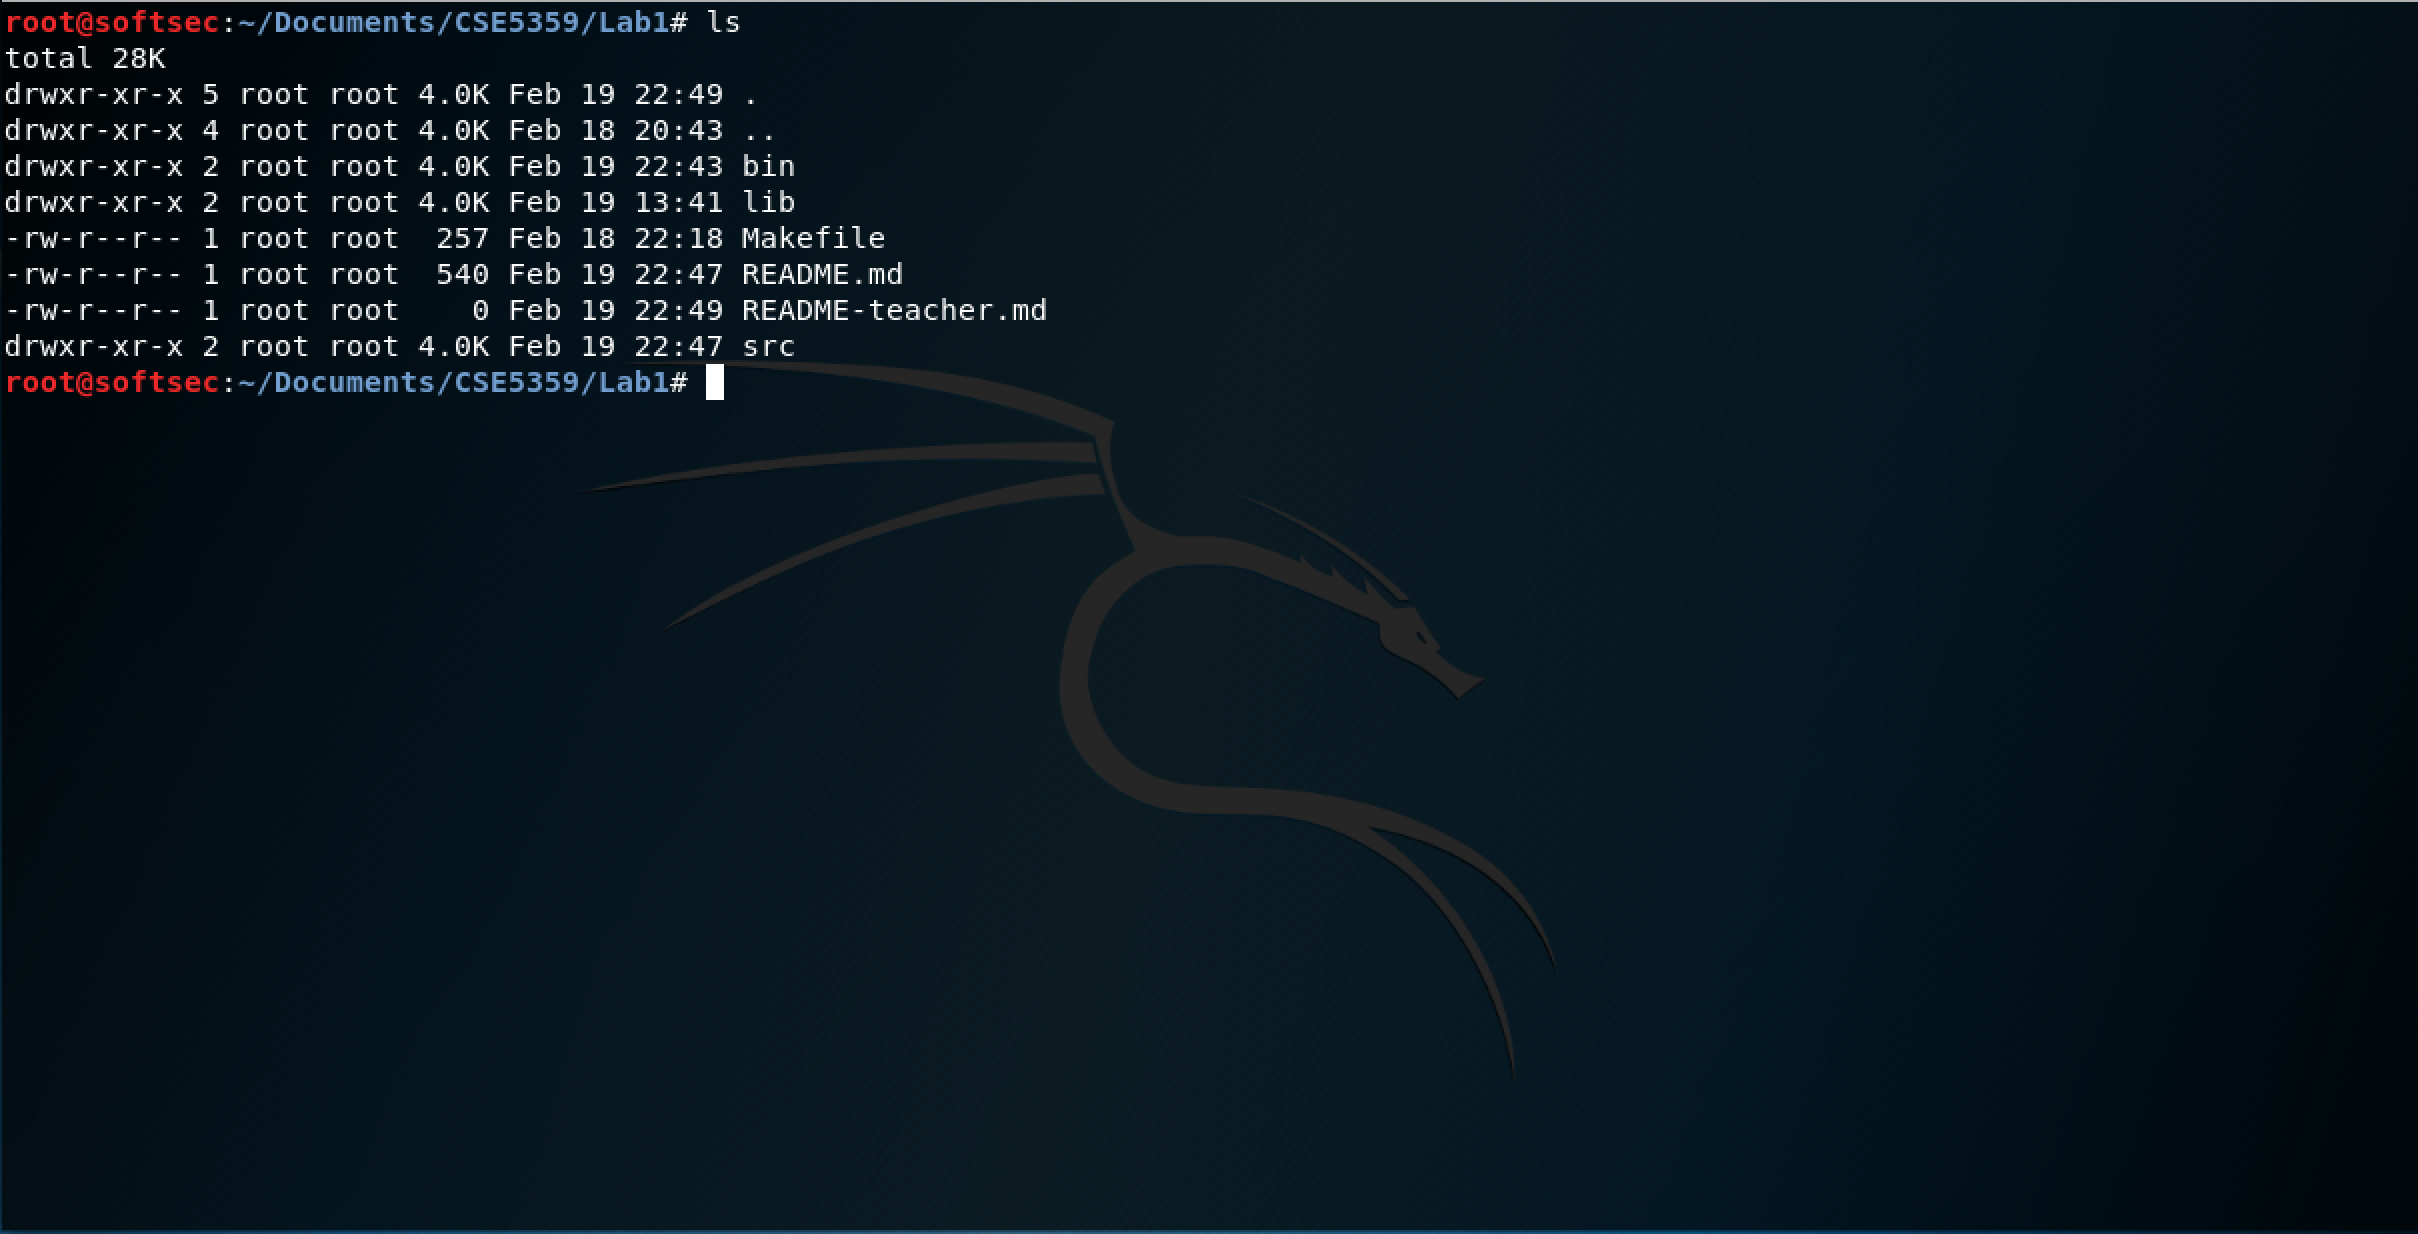 root@softsec:~/Documents/CSE5359/Lab1# ls
total 28K
drwxr-xr-x 5 root root 4.0K Feb 19 22:49 .
drwxr-xr-x 4 root root 4.0K Feb 18 20:43 ..
drwxr-xr-x 2 root root 4.0K Feb 19 22:43 bin
drwxr-xr-x 2 root root 4.0K Feb 19 13:41 lib
-rw-r--r-- 1 root root  257 Feb 18 22:18 Makefile
-rw-r--r-- 1 root root  540 Feb 19 22:47 README.md
-rw-r--r-- 1 root root    0 Feb 19 22:49 README-teacher.md
drwxr-xr-x 2 root root 4.0K Feb 19 22:47 src
root@softsec:~/Documents/CSE5359/Lab1#